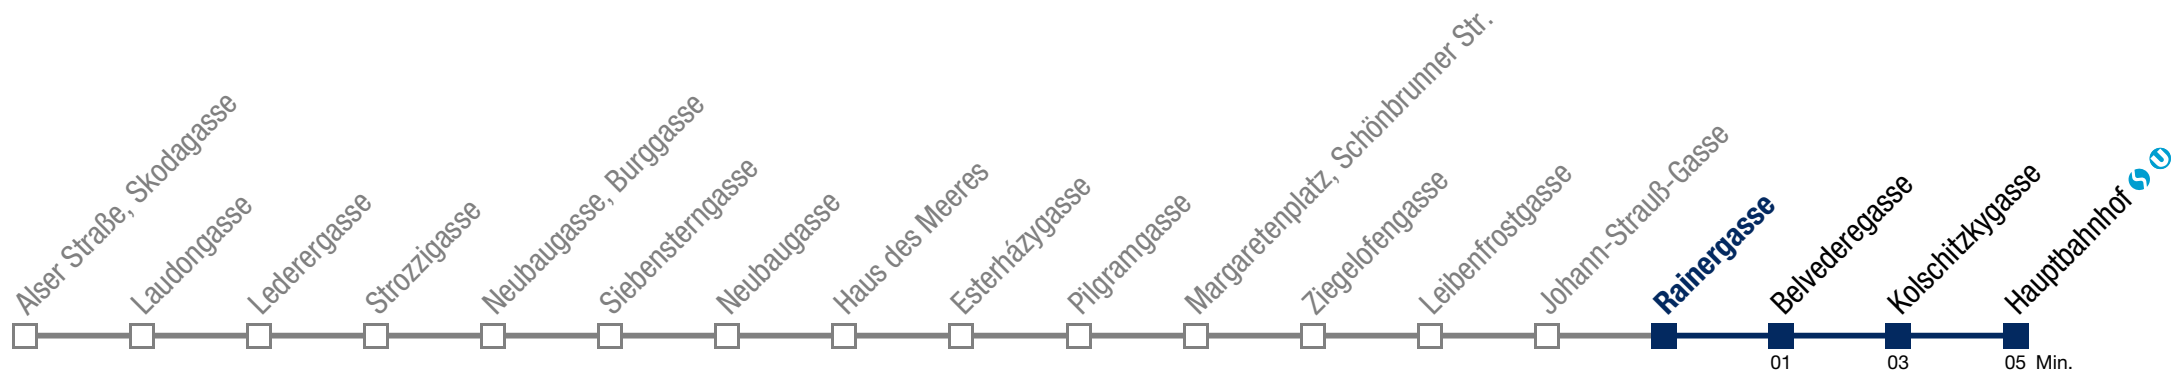 Alser Straße, Skodagasse
Laudongasse
Lederergasse
Strozzigasse
Neubaugasse, Burggasse
Siebensterngasse
Neubaugasse
Haus des Meeres
Esterházygasse
Pilgramgasse
Margaretenplatz, Schönbrunner Str.
Ziegelofengasse
Leibenfrostgasse
Johann-Strauß-Gasse
Rainergasse
Belvederegasse
Kolschitzkygasse
Hauptbahnhof S U
01 03 05 Min.